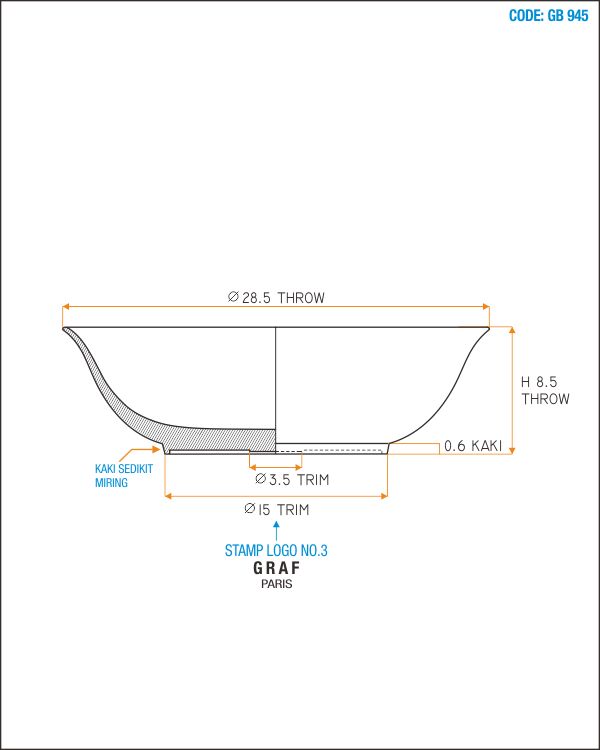 CODE: GB 945
Ø 28.5 THROW
H 8.5
THROW
0.6 KAKI
KAKI SEDIKIT
MIRING
Ø 3.5 TRIM
Ø 15 TRIM
STAMP LOGO NO.3
GRAF
PARIS